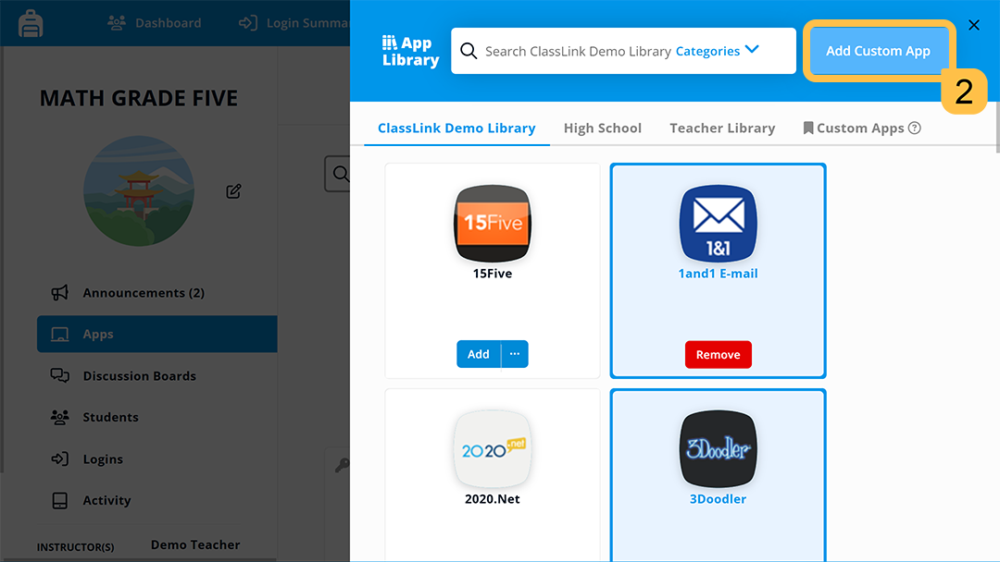 Dashboard
Login Summa
App
Library
Search ClassLink Demo Library
Categories
Add Custom App
2
MATH GRADE FIVE
ClassLink Demo Library
High School
Teacher Library
Custom Apps ?
Announcements (2)
Apps
Discussion Boards
Students
Logins
Activity
INSTRUCTOR(S)
Demo Teacher
15Five
15Five
Add ...
1&1
1and1 E-mail
Remove
2020.net
2020.Net
3Doodler
3Doodler